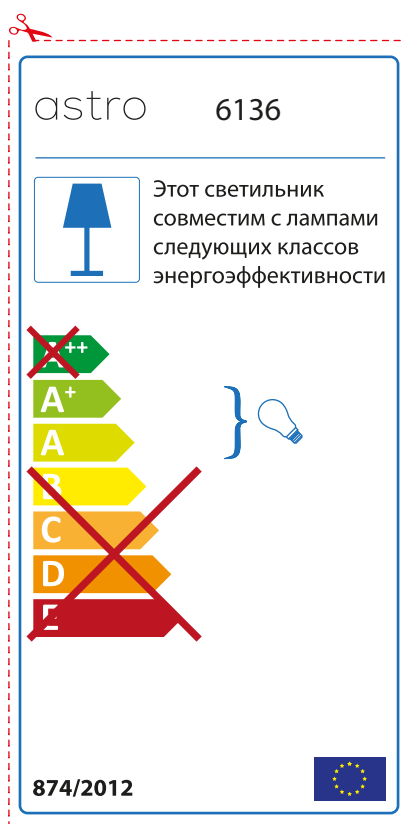 astro 6136
Этот светильник
совместим с лампами
следующих классов
энергоэффективности
A++
A+
A
B
C
D
E
874/2012